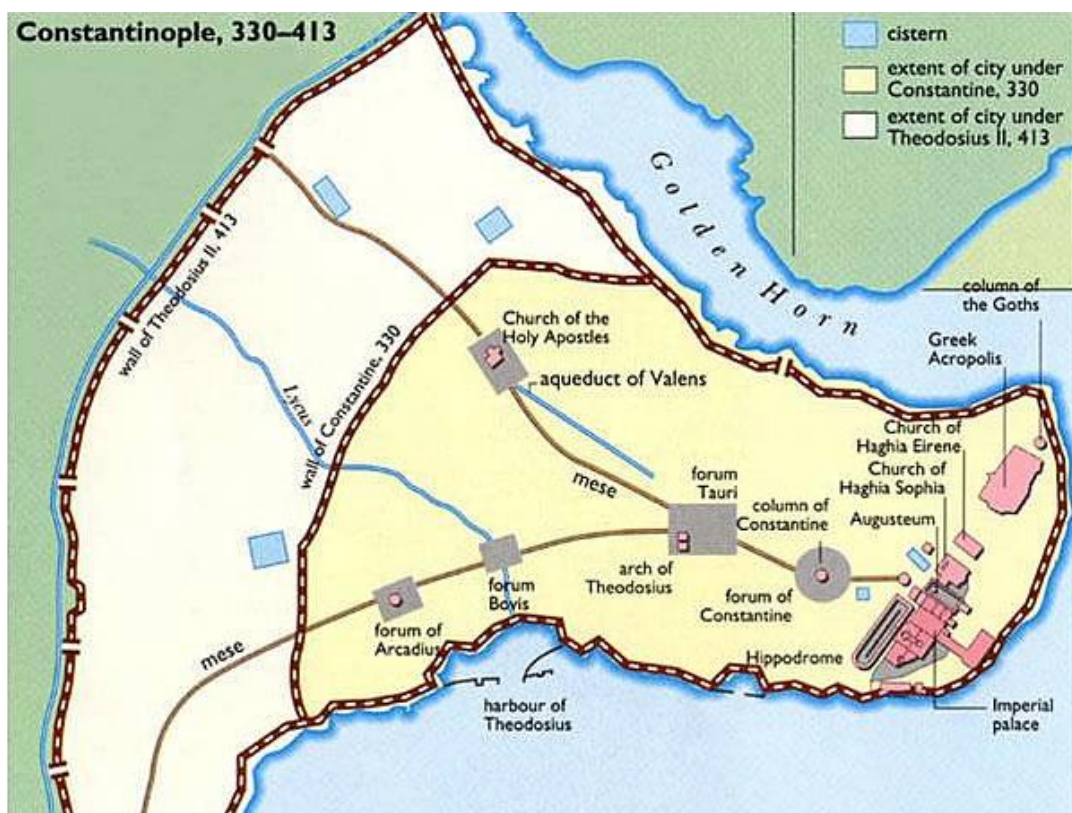 Constantinople, 330–413
cistern
extent of city under
Constantine, 330
extent of city under
Theodosius II, 413
Golden Horn
column of
the Goths
Greek
Acropolis
wall of Theodosius II, 413
Church of the
Holy Apostles
wall of Constantine, 330
Lycus
aqueduct of Valens
Church of
Haghia Eirene
Church of
Haghia Sophia
mese
forum
Tauri
column of
Constantine
Augusteum
arch of
Theodosius
forum
Bovis
forum of
Constantine
forum of
Arcadius
mese
Hippodrome
harbour of
Theodosius
Imperial
palace